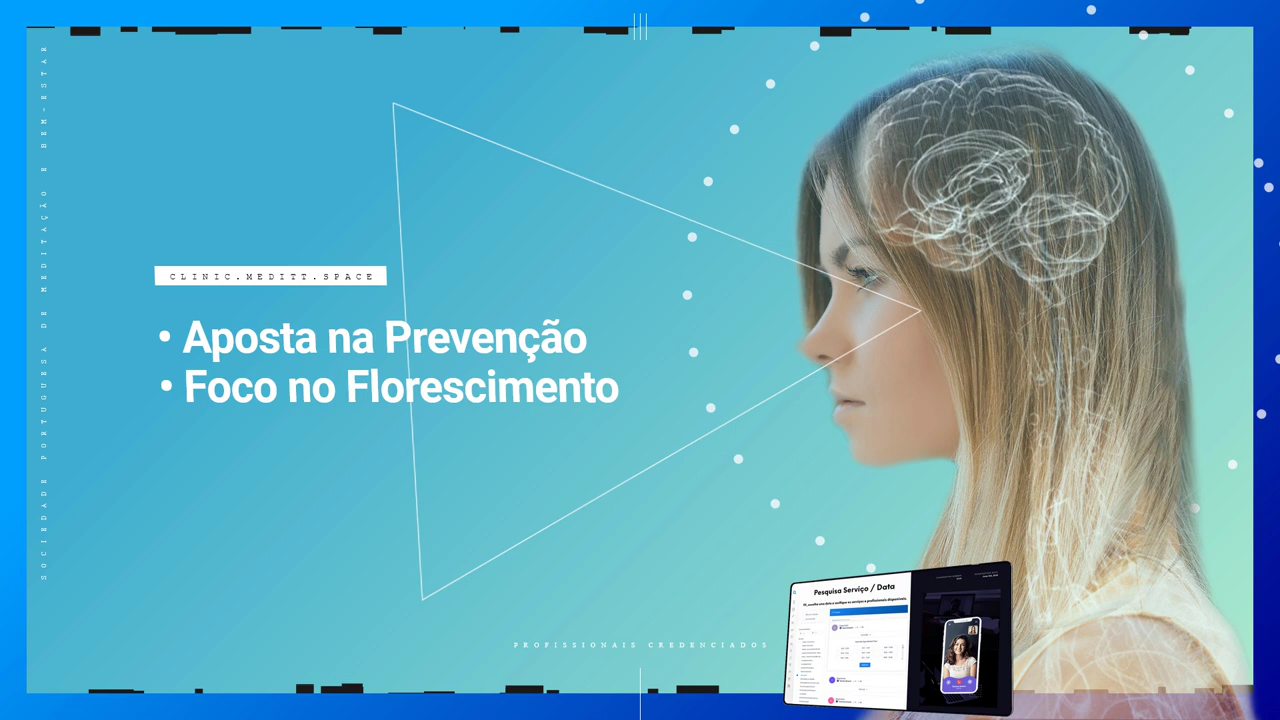 SOCIEDADE PORTUGUESA DE MEDITAÇÃO E BEM-ESTAR
CLINIC.MEDITT.SPACE
• Aposta na Prevenção
• Foco no Florescimento
PROFISSIONAIS CREDENCIADOS
Pesquisa Serviço / Data